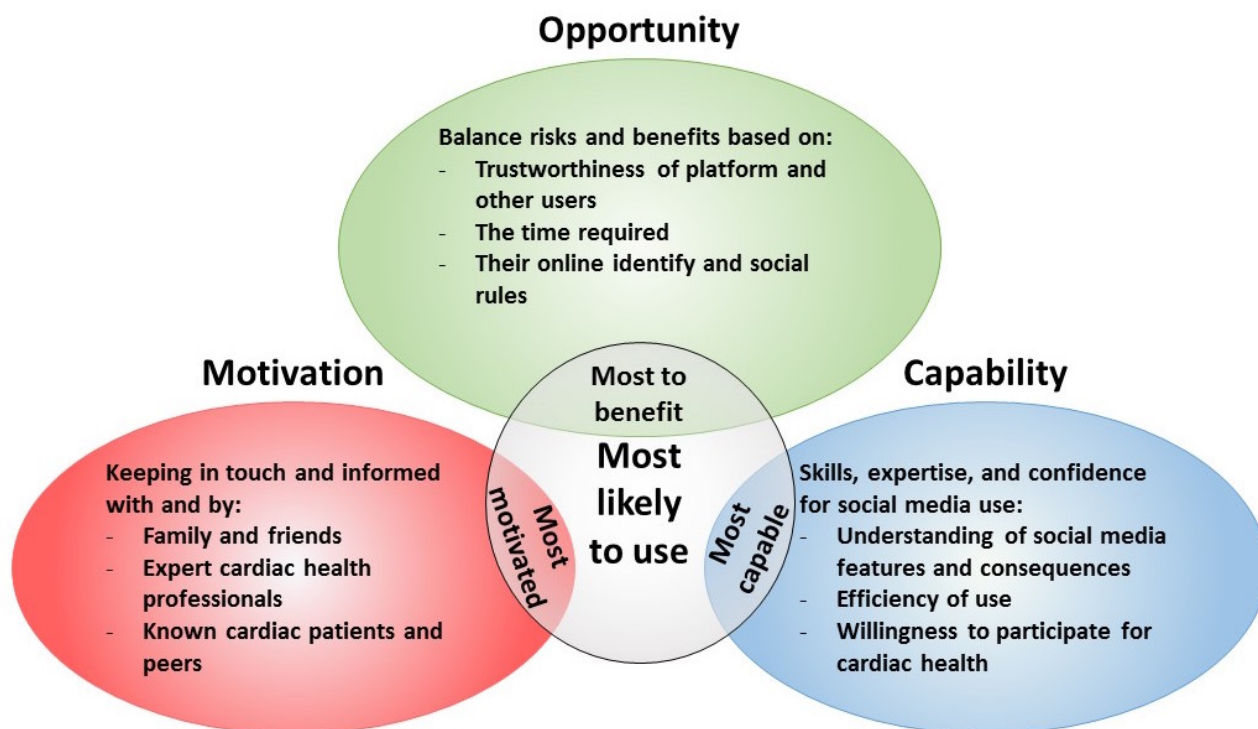 Opportunity
Balance risks and benefits based on:
- Trustworthiness of platform and
other users
- The time required
- Their online identify and social
rules
Motivation
Keeping in touch and informed
with and by:
- Family and friends
- Expert cardiac health
professionals
- Known cardiac patients and
peers
Most to
benefit
Most
likely
to use
Most
motivated
Most
capable
Capability
Skills, expertise, and confidence
for social media use:
- Understanding of social media
features and consequences
- Efficiency of use
- Willingness to participate for
cardiac health